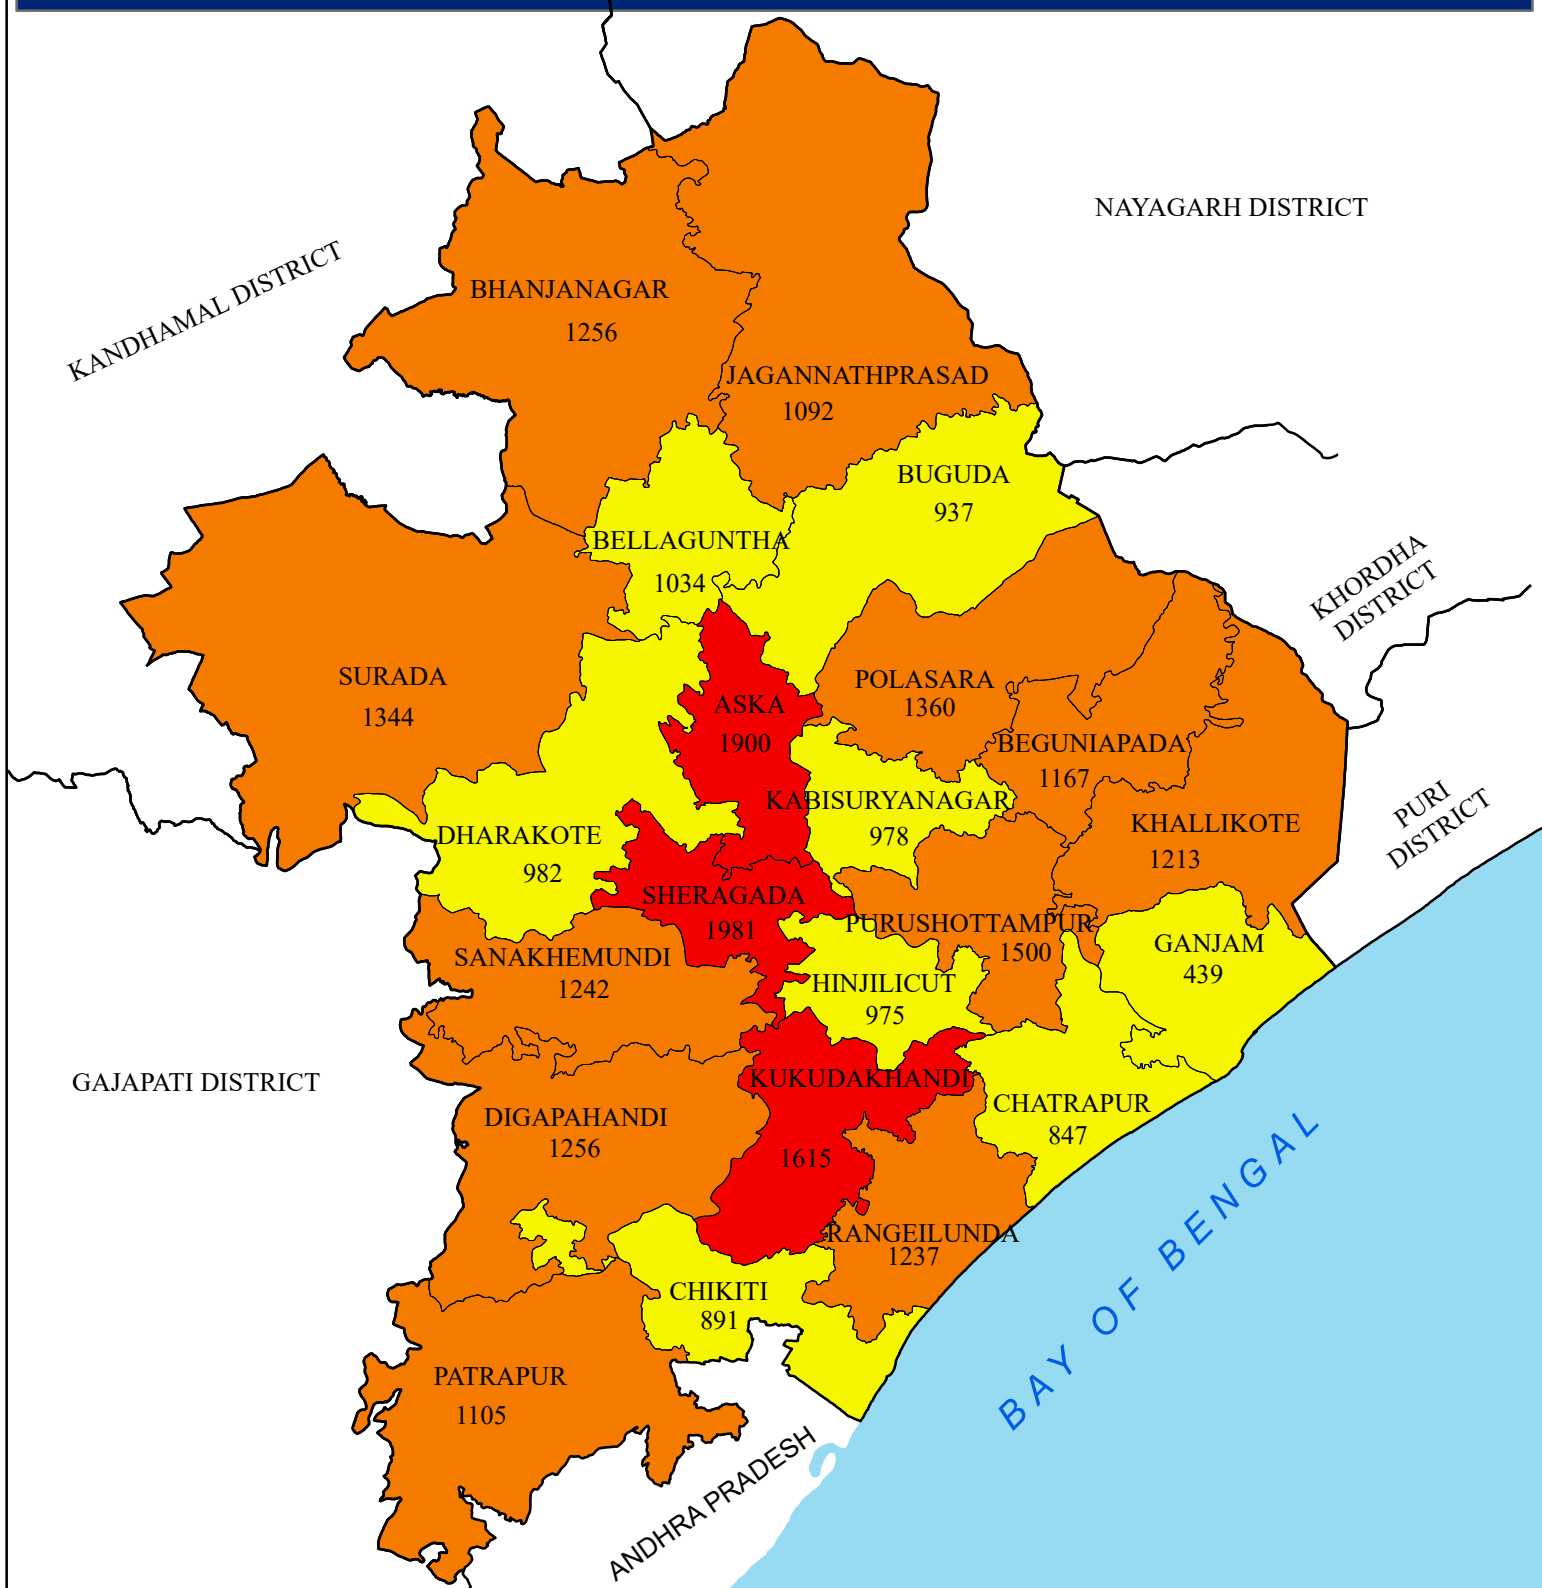 NAYAGARH DISTRICT
KANDHAMAL DISTRICT
BHANJANAGAR
1256
JAGANNATHPRASAD
1092
BUGUDA
937
BELLAGUNTHA
1034
KHORDHA
DISTRICT
SURADA
1344
ASKA
1900
POLASARA
1360
BEGUNIAPADA
1167
KABISURYANAGAR
978
KHALLIKOTE
1213
PURI
DISTRICT
DHARAKOTE
982
SHERAGADA
1981
PURUSHOTTAMPUR
1500
GANJAM
439
SANAKHEMUNDI
1242
HINJILICUT
975
GAJAPATI DISTRICT
KUKUDAKHANDI
1615
CHATRAPUR
847
DIGAPAHANDI
1256
RANGEILUNDA
1237
CHIKITI
891
BAY OF BENGAL
PATRAPUR
1105
ANDHRA PRADESH